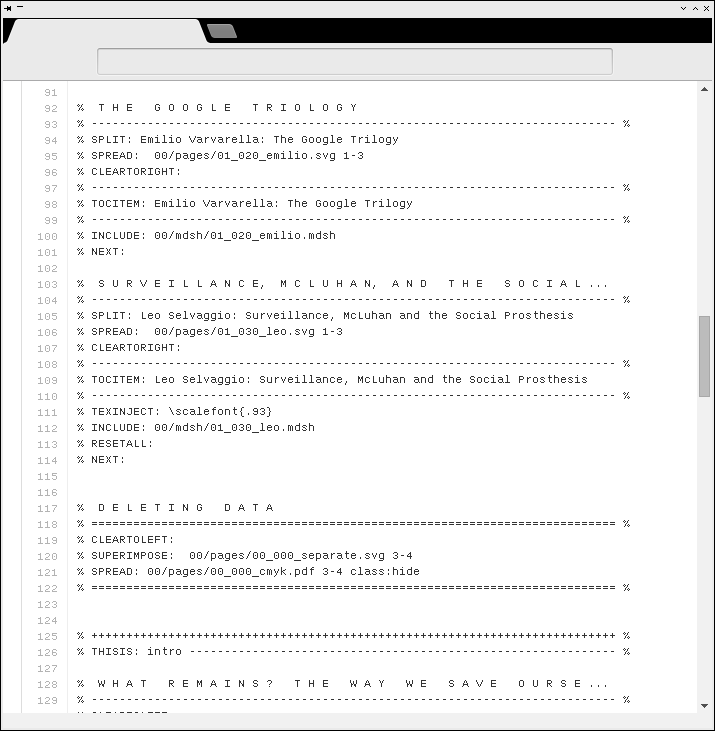 91
92 % T H E   G O O G L E   T R I O L O G Y
93 % --------------------------------------------------------------------------- %
94 % SPLIT: Emilio Varvarella: The Google Trilogy
95 % SPREAD:  00/pages/01_020_emilio.svg 1-3
96 % CLEARTORIGHT:
97 % --------------------------------------------------------------------------- %
98 % TOCITEM: Emilio Varvarella: The Google Trilogy
99 % --------------------------------------------------------------------------- %
100 % INCLUDE: 00/mdsh/01_020_emilio.mdsh
101 % NEXT:
102
103 % S U R V E I L L A N C E,  M C L U H A N,  A N D   T H E   S O C I A L ...
104 % --------------------------------------------------------------------------- %
105 % SPLIT: Leo Selvaggio: Surveillance, McLuhan and the Social Prosthesis
106 % SPREAD:  00/pages/01_030_leo.svg 1-3
107 % CLEARTORIGHT:
108 % --------------------------------------------------------------------------- %
109 % TOCITEM: Leo Selvaggio: Surveillance, McLuhan and the Social Prosthesis
110 % --------------------------------------------------------------------------- %
111 % TEXINJECT: \scalefont{.93}
112 % INCLUDE: 00/mdsh/01_030_leo.mdsh
113 % RESETALL:
114 % NEXT:
115
116
117 % D E L E T I N G   D A T A
118 % =========================================================================== %
119 % CLEARTOLEFT:
120 % SUPERIMPOSE:  00/pages/00_000_separate.svg 3-4
121 % SPREAD: 00/pages/00_000_cmyk.pdf 3-4 class:hide
122 % =========================================================================== %
123
124
125 % +++++++++++++++++++++++++++++++++++++++++++++++++++++++++++++++++++++++++++ %
126 % THISIS: intro ------------------------------------------------------------- %
127
128 % W H A T   R E M A I N S ?   T H E   W A Y   W E   S A V E   O U R S E ...
129 % --------------------------------------------------------------------------- %